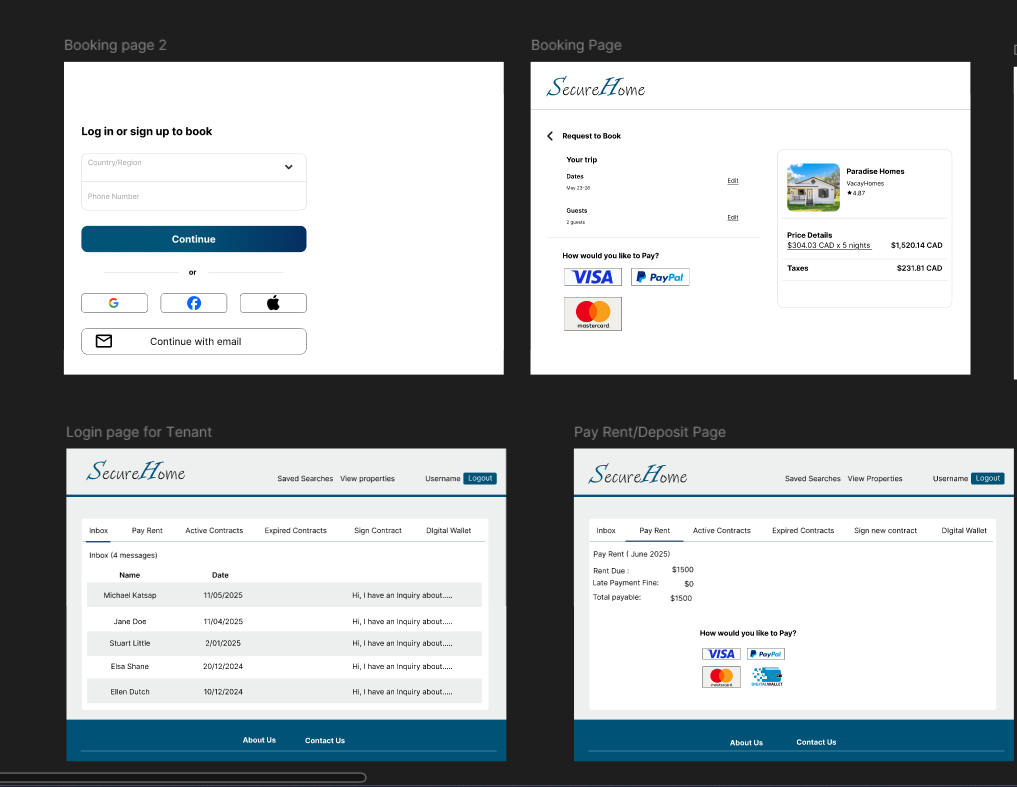 Booking page 2
Log in or sign up to book
Country/Region
Phone Number
Continue
or
Continue with email
Booking Page
SecureHome
Request to Book
Your trip
Dates
May 23-28
Edit
Guests
2 guests
Edit
How would you like to Pay?
VISA
PayPal
mastercard
Paradise Homes
VacayHomes
★4.87
Price Details
$304.03 CAD x 5 nights $1,520.14 CAD
Taxes $231.81 CAD
Login page for Tenant
SecureHome
Saved Searches View properties Username Logout
Inbox Pay Rent Active Contracts Expired Contracts Sign Contract Digital Wallet
Inbox (4 messages)
Name Date
Michael Katsap 11/05/2025 Hi, I have an Inquiry about.....
Jane Doe 11/04/2025 Hi, I have an Inquiry about.....
Stuart Little 2/01/2025 Hi, I have an Inquiry about.....
Elsa Shane 20/12/2024 Hi, I have an Inquiry about.....
Ellen Dutch 10/12/2024 Hi, I have an Inquiry about.....
About Us Contact Us
Pay Rent/Deposit Page
SecureHome
Saved Searches View Properties Username Logout
Inbox Pay Rent Active Contracts Expired Contracts Sign new contract Digital Wallet
Pay Rent ( June 2025)
Rent Due : $1500
Late Payment Fine: $0
Total payable: $1500
How would you like to Pay?
VISA
PayPal
mastercard
DIGITALWALLET
About Us Contact Us